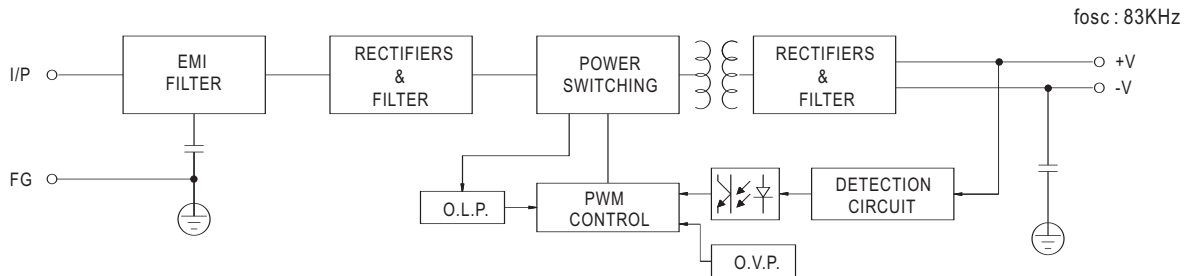 fosc : 83KHz
I/P
EMI
FILTER
RECTIFIERS
&
FILTER
POWER
SWITCHING
RECTIFIERS
&
FILTER
+V
-V
FG
O.L.P.
PWM
CONTROL
DETECTION
CIRCUIT
O.V.P.